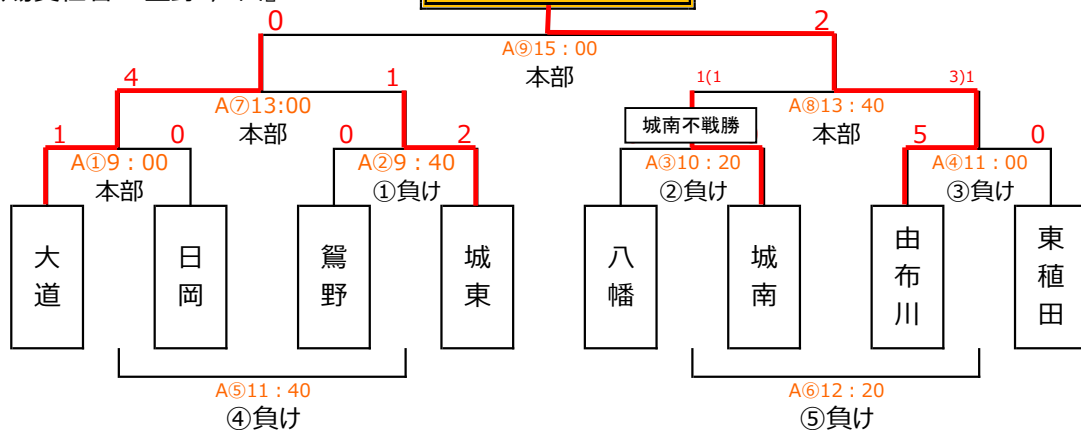 0 2
A⑨15：00
本部
4 1 1(1 3)1
A⑦13:00 A⑧13：40
本部 城南不戦勝 本部
1 0 0 2 5 0
A①9：00 A②9：40 A③10：20 A④11：00
本部 ①負け ②負け ③負け
大道 日岡 鴛野 城東 八幡 城南 由布川 東稙田
A⑤11：40 A⑥12：20
④負け ⑤負け